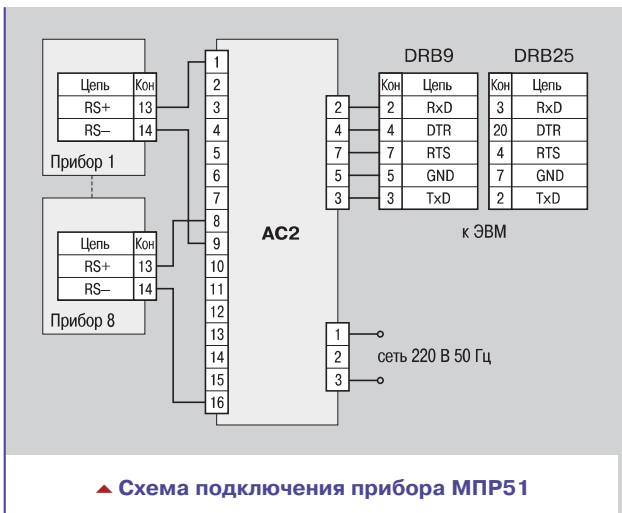 DRB9 DRB25
Цепь Кон
RS+ 13
RS– 14
Прибор 1
Цепь Кон
RS+ 13
RS– 14
Прибор 8
1
2
3
4
5
6
7
8
9
10
11
12
13
14
15
16
АС2
2
4
7
5
3
Кон Цепь
2 RxD
4 DTR
7 RTS
5 GND
3 TxD
Кон Цепь
3 RxD
20 DTR
4 RTS
7 GND
2 TxD
к ЭВМ
1
2
3
сеть 220 В 50 Гц
Схема подключения прибора МПР51